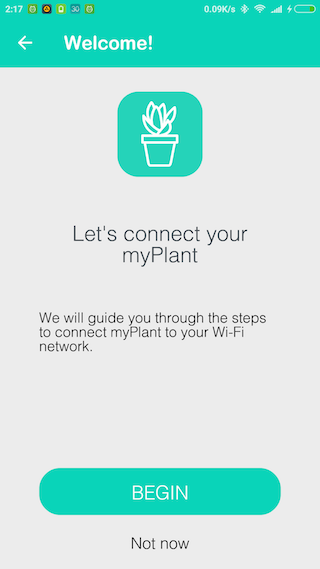 2:17 30 0.09K/s
Welcome!
Let's connect your
myPlant
We will guide you through the steps
to connect myPlant to your Wi-Fi
network.
BEGIN
Not now